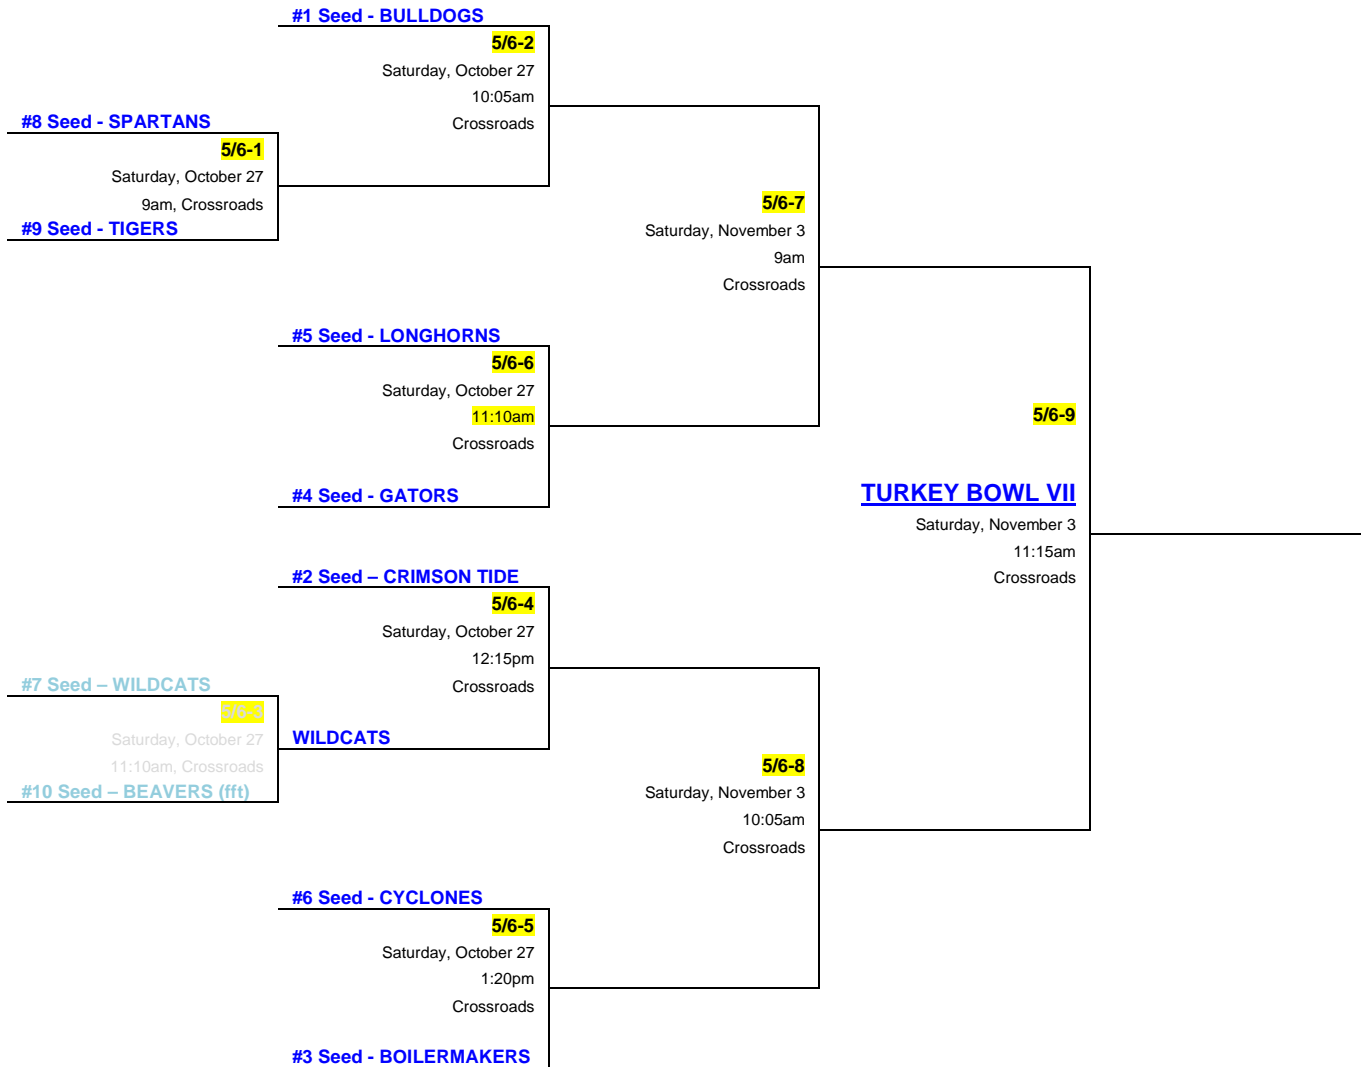 #1 Seed - BULLDOGS
5/6-2
Saturday, October 27
10:05am
Crossroads
#8 Seed - SPARTANS
5/6-1
Saturday, October 27
9am, Crossroads
#9 Seed - TIGERS
5/6-7
Saturday, November 3
9am
Crossroads
#5 Seed - LONGHORNS
5/6-6
Saturday, October 27
11:10am
Crossroads
#4 Seed - GATORS
5/6-9
TURKEY BOWL VII
Saturday, November 3
11:15am
Crossroads
#2 Seed – CRIMSON TIDE
5/6-4
Saturday, October 27
12:15pm
Crossroads
#7 Seed – WILDCATS
5/6-3
Saturday, October 27
11:10am, Crossroads
#10 Seed – BEAVERS (fft)
WILDCATS
5/6-8
Saturday, November 3
10:05am
Crossroads
#6 Seed - CYCLONES
5/6-5
Saturday, October 27
1:20pm
Crossroads
#3 Seed - BOILERMAKERS